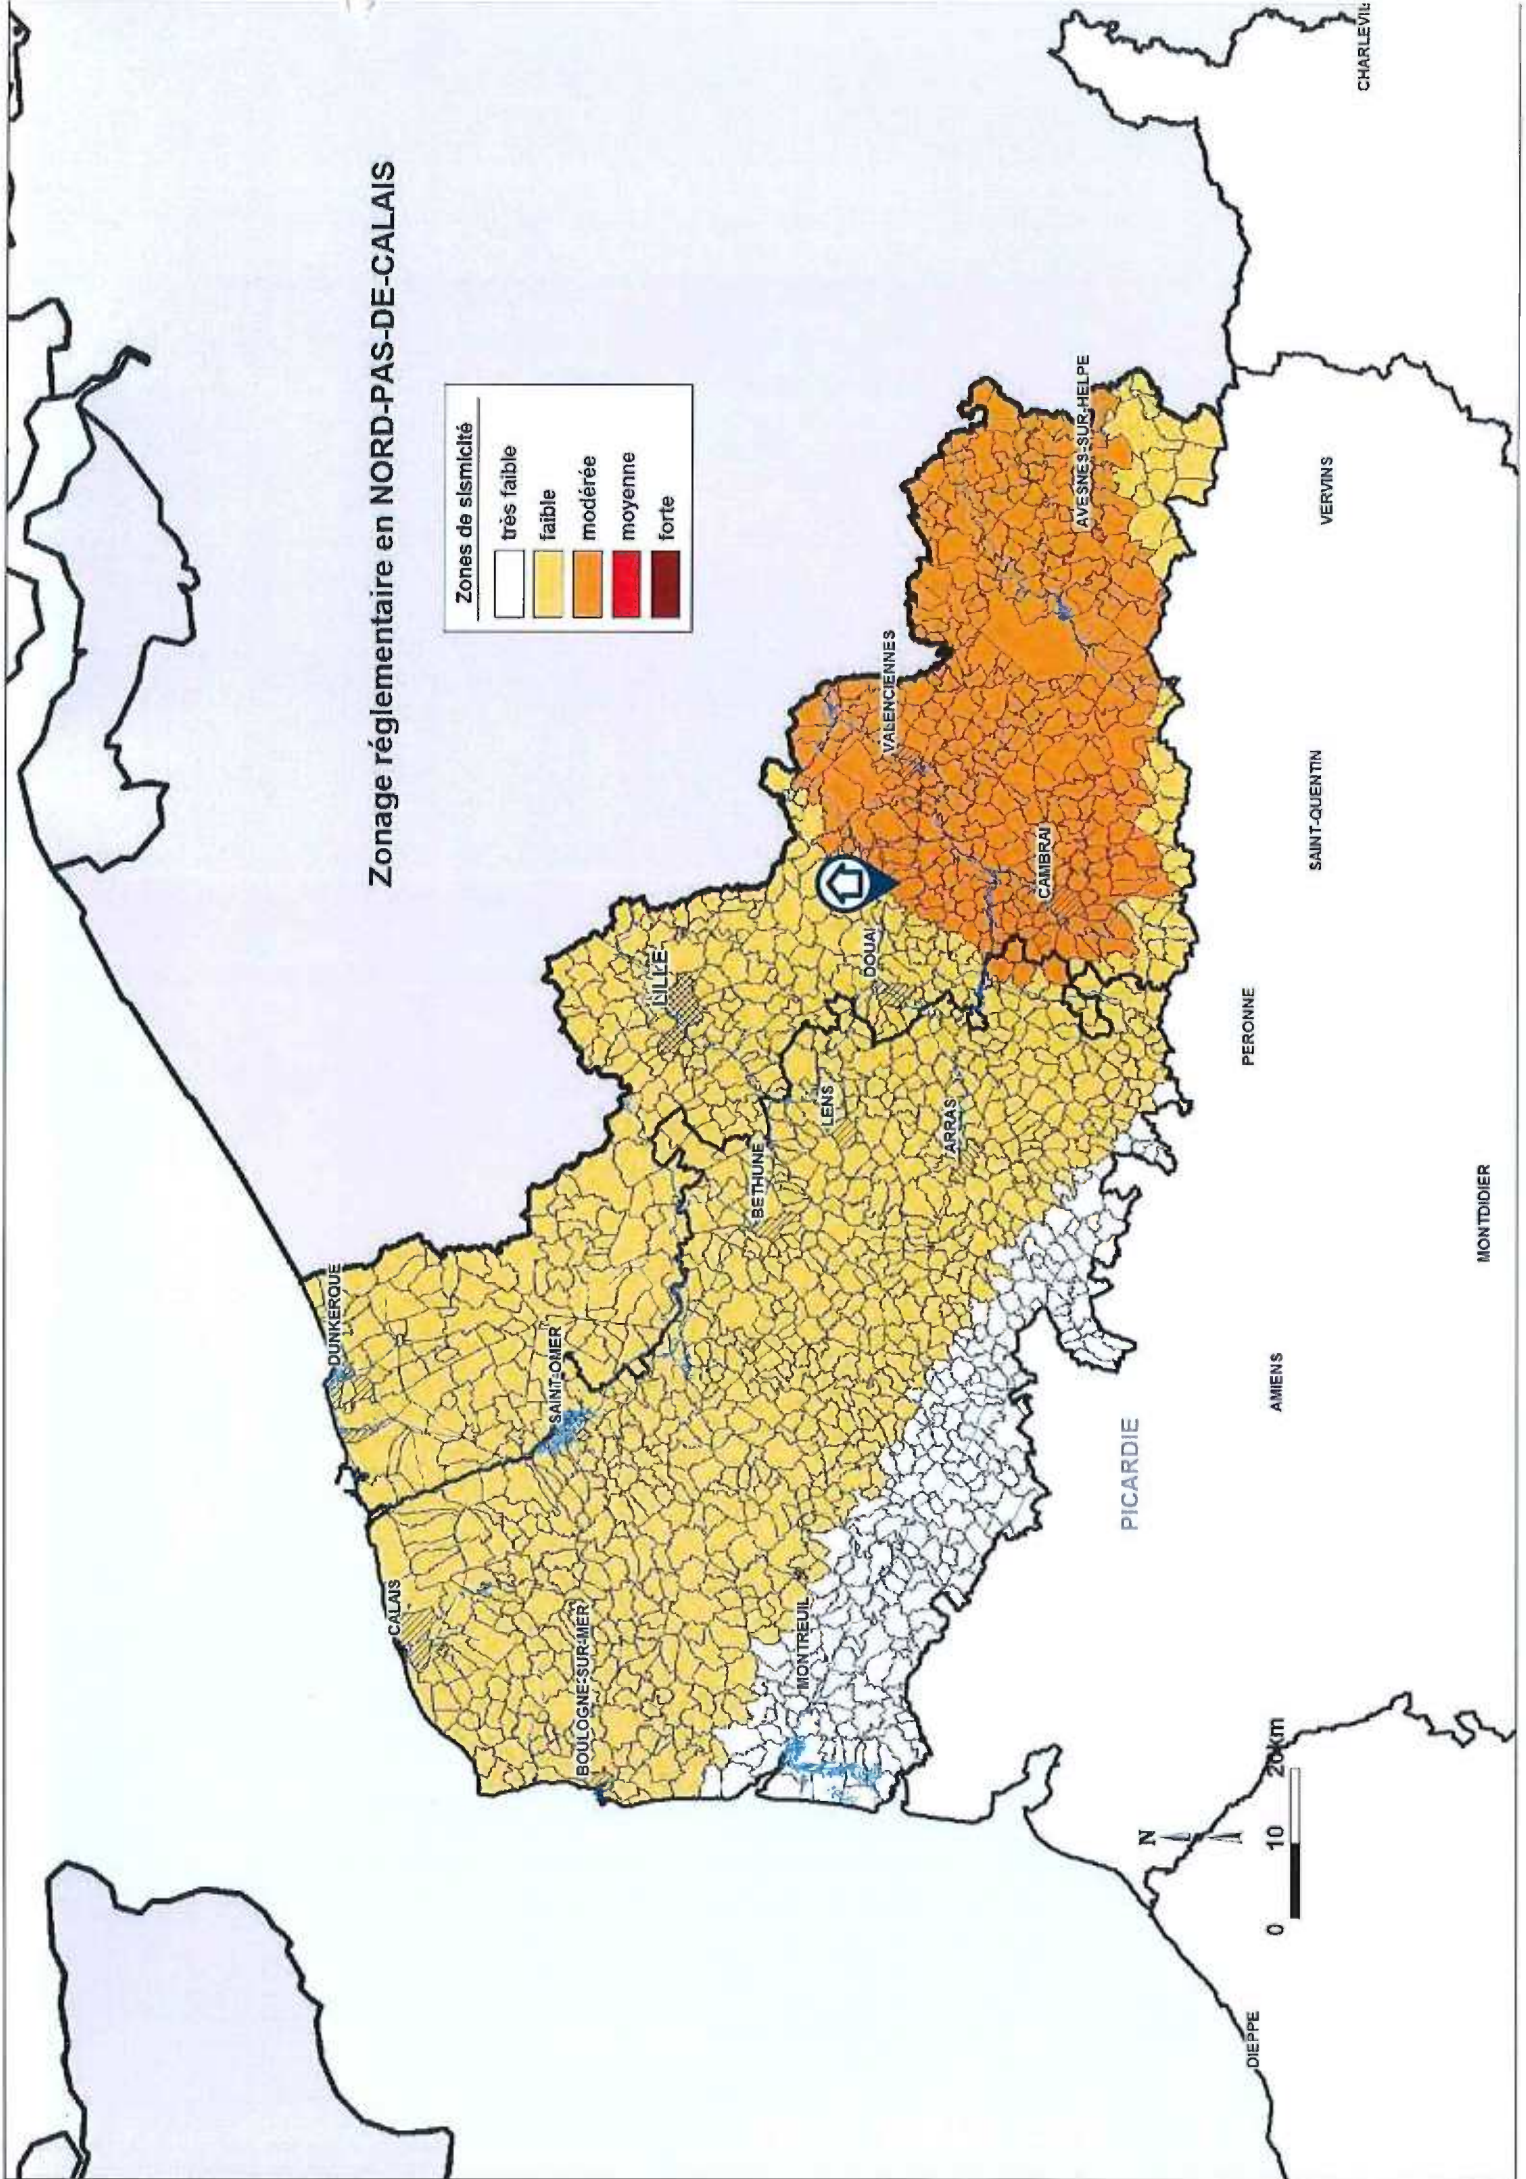 Zonage réglementaire en NORD-PAS-DE-CALAIS
Zones de sismicité
très faible
faible
modérée
moyenne
forte
DUNKERQUE
CALAIS
SAINT-OMER
BOULOGNE-SUR-MER
LILLE
BETHUNE
MONTREUIL
LENS
DOUAI
VALENCIENNES
ARRAS
CAMBRAI
AVESNES-SUR-HELPE
PICARDIE
PERONNE
SAINT-QUENTIN
VERVINS
CHARLEVIL
AMIENS
MONTDIDIER
DIEPPE
N
0 10 20km